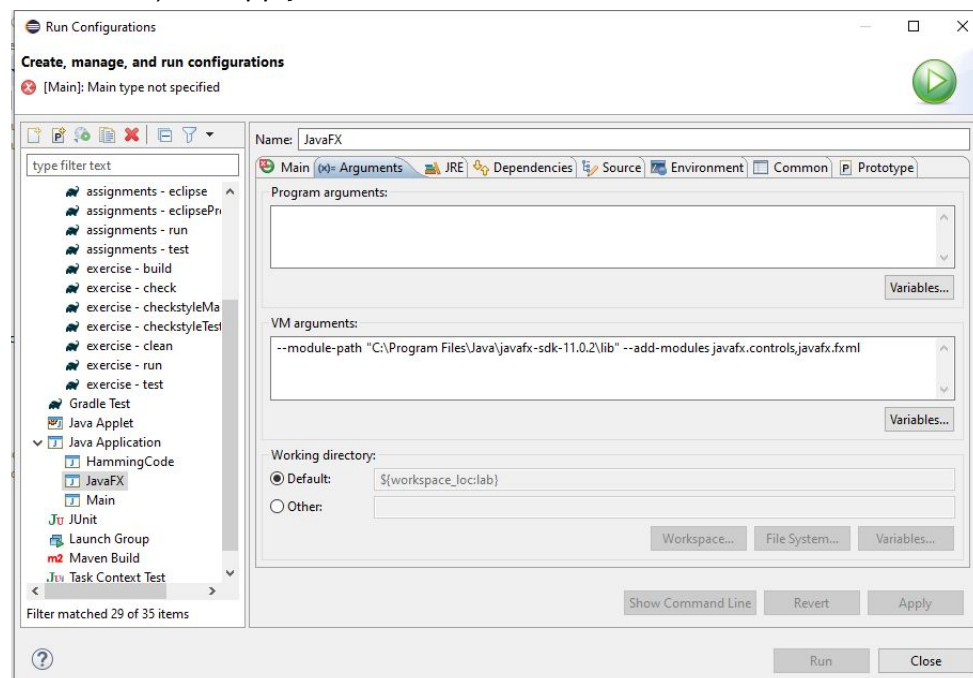 Run Configurations
Create, manage, and run configurations
[Main]: Main type not specified
type filter text
assignments - eclipse
assignments - eclipsePr
assignments - run
assignments - test
exercise - build
exercise - check
exercise - checkstyleMa
exercise - checkstyleTest
exercise - clean
exercise - run
exercise - test
Gradle Test
Java Applet
Java Application
HammingCode
JavaFX
Main
JUnit
Launch Group
Maven Build
Task Context Test
Filter matched 29 of 35 items
Name: JavaFX
Main (x)= Arguments JRE Dependencies Source Environment Common Prototype
Program arguments:
Variables...
VM arguments:
--module-path "C:\Program Files\Java\javafx-sdk-11.0.2\lib" --add-modules javafx.controls,javafx.fxml
Variables...
Working directory:
Default: ${workspace_loc:lab}
Other:
Workspace... File System... Variables...
Show Command Line Revert Apply
Run Close